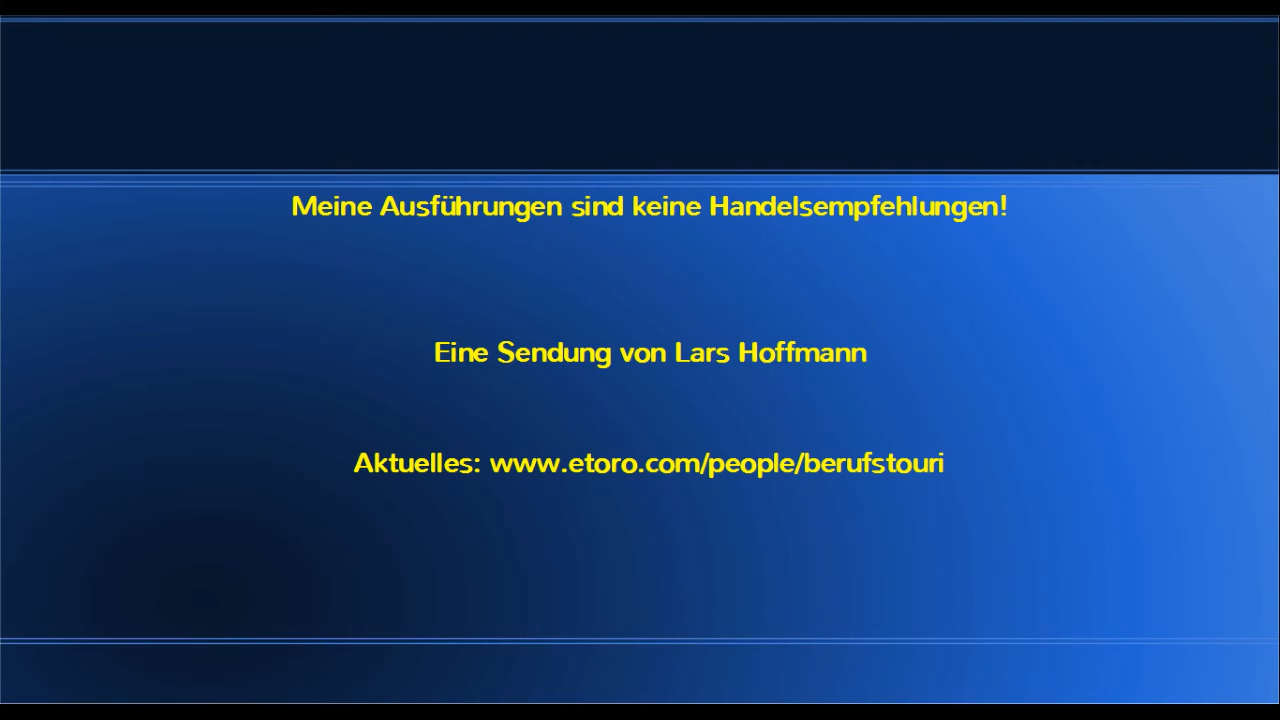 Meine Ausführungen sind keine Handelsempfehlungen!
Eine Sendung von Lars Hoffmann
Aktuelles: www.etoro.com/people/berufstouri